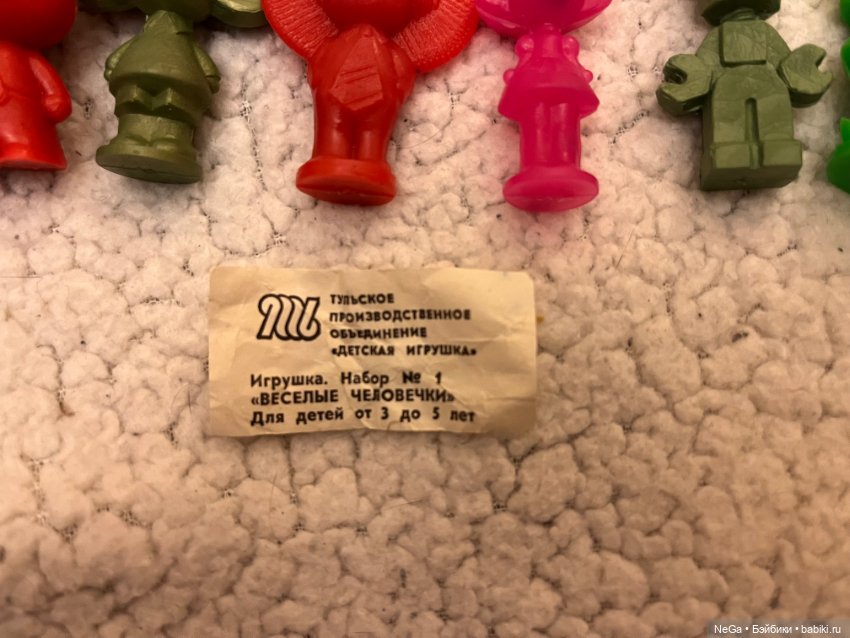 ТУЛЬСКОЕ
ПРОИЗВОДСТВЕННОЕ
ОБЪЕДИНЕНИЕ
«ДЕТСКАЯ ИГРУШКА»
Игрушка. Набор № 1
«ВЕСЕЛЫЕ ЧЕЛОВЕЧКИ»
Для детей от 3 до 5 лет
NeGa • Бэйбики • babiki.ru